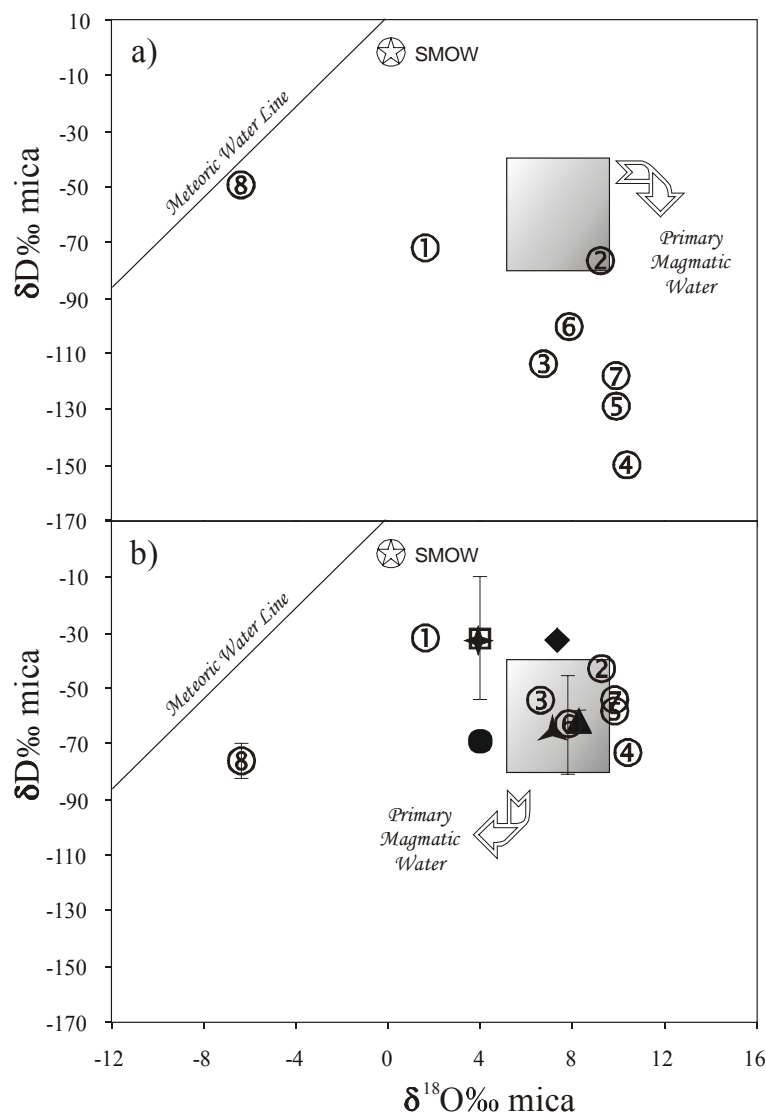 a)
SMOW
Meteoric Water Line
Primary
Magmatic
Water
8
1
2
6
3
7
5
4
10
-10
-30
-50
-70
-90
-110
-130
-150
-170
δD‰ mica
b)
SMOW
Meteoric Water Line
1
2
3
7
5
6
4
8
Primary
Magmatic
Water
-10
-30
-50
-70
-90
-110
-130
-150
-170
δD‰ mica
-12 -8 -4 0 4 8 12 16
δ¹⁸O‰ mica